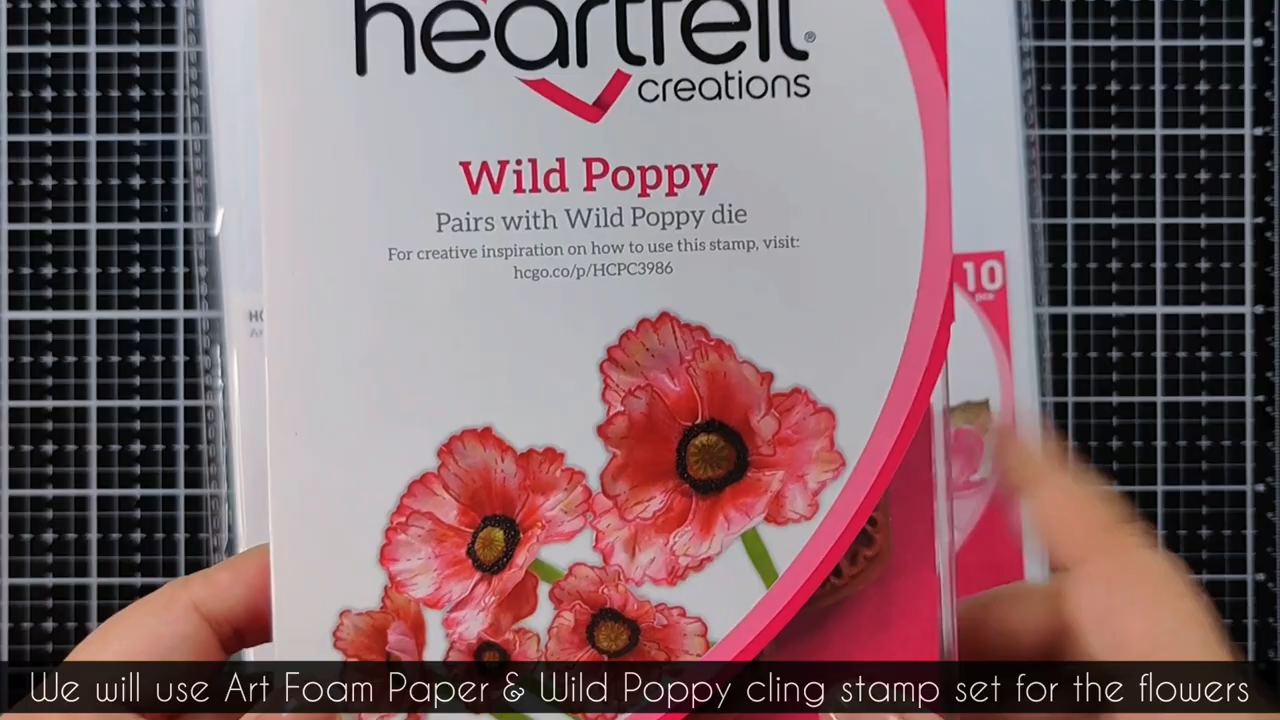 heartfelt®
creations
Wild Poppy
Pairs with Wild Poppy die
For creative inspiration on how to use this stamp, visit:
hcgo.co/p/HCPC3986
10
pcs
We will use Art Foam Paper & Wild Poppy cling stamp set for the flowers